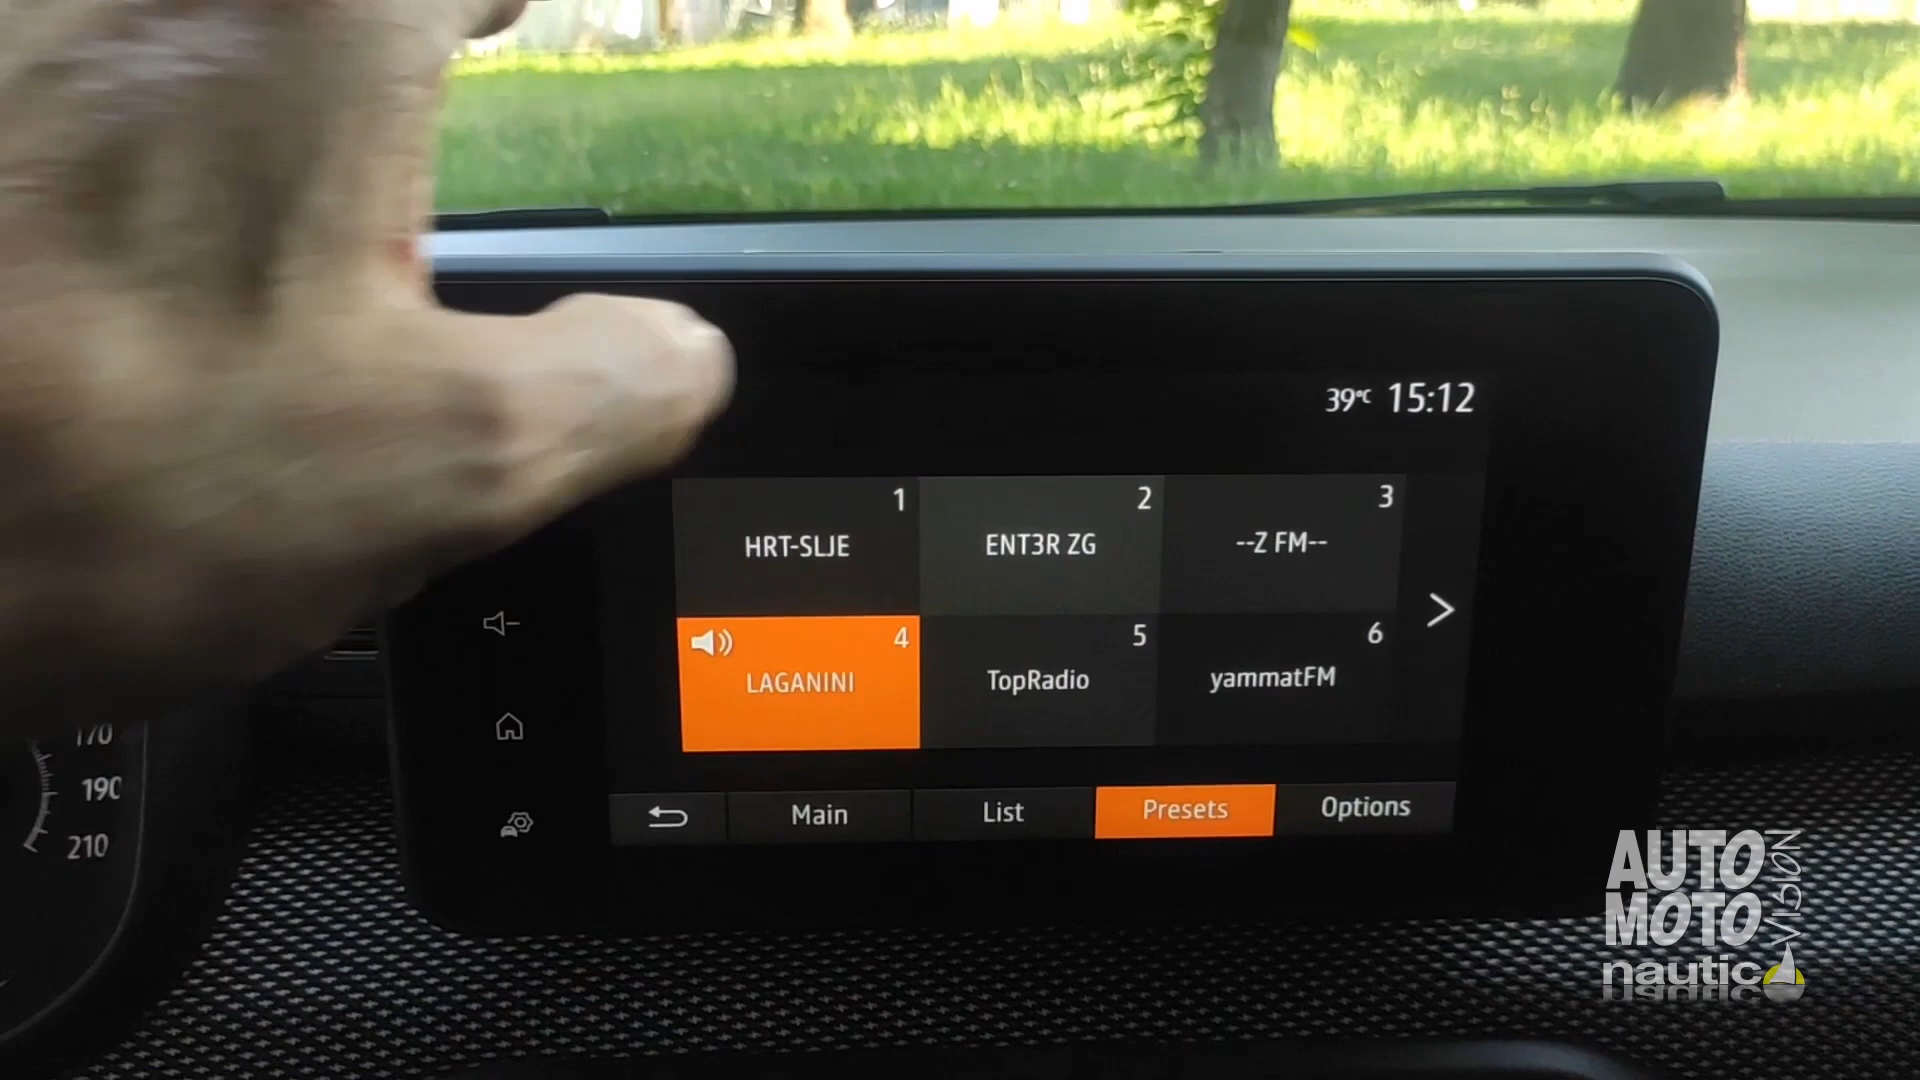 39°C 15:12
1
HRT-SLJE
2
ENT3R ZG
3
--Z FM--
4
LAGANINI
5
TopRadio
6
yammatFM
Main
List
Presets
Options
170
190
210
AUTO
MOTO
VISION
nautic